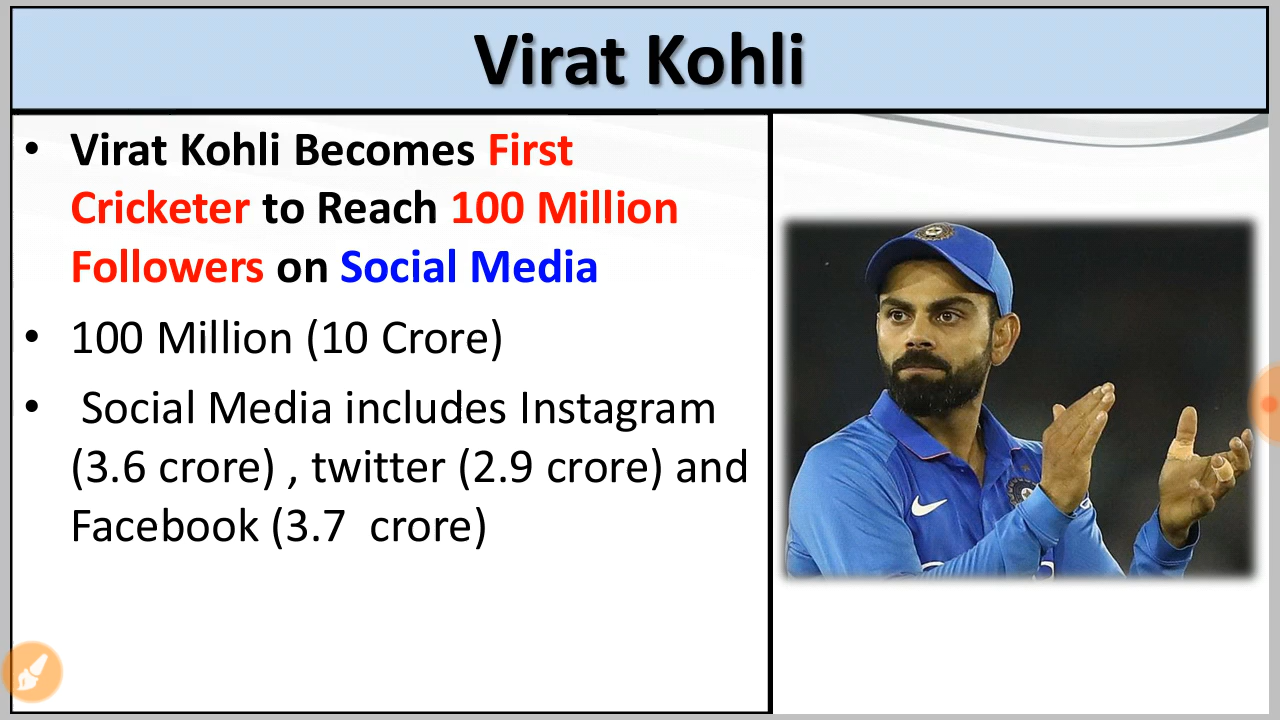 Virat Kohli
• Virat Kohli Becomes First
Cricketer to Reach 100 Million
Followers on Social Media
• 100 Million (10 Crore)
• Social Media includes Instagram
(3.6 crore) , twitter (2.9 crore) and
Facebook (3.7 crore)